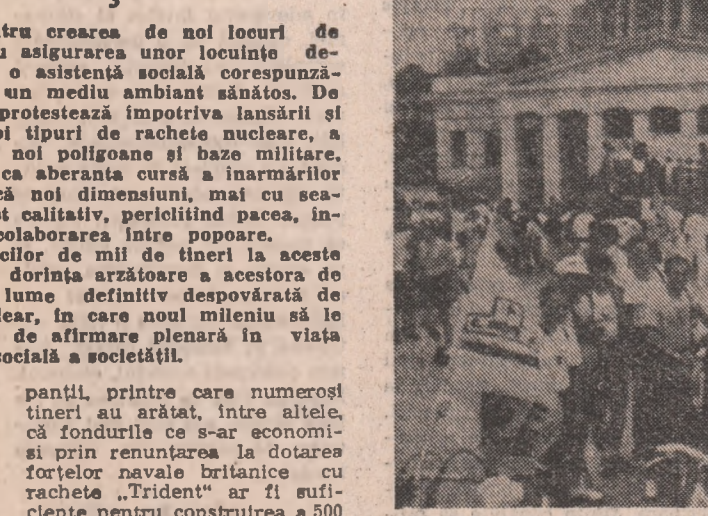 tru crearea de noi locuri de
u asigurarea unor locuințe de-
o asistență socială corespunză-
un mediu ambiant sănătos. De
protestează împotriva lansării și
oi tipuri de rachete nucleare, a
noi poligoane și baze militare.
ca aberanta cursă a înarmărilor
că noi dimensiuni, mai cu sea-
t calitativ, periclitînd pacea, în-
colaborarea între popoare.
cilor de mii de tineri la aceste
dorința arzătoare a acestora de
lume definitiv despovărată de
lear, în care noul mileniu să le
de afirmare plenară în viața
socială a societății.
panții, printre care numeroși
tineri au arătat, între altele,
că fondurile ce s-ar economi-
si prin renunțarea la dotarea
forțelor navale britanice cu
rachete „Trident" ar fi sufi-
ciente pentru construirea a 500